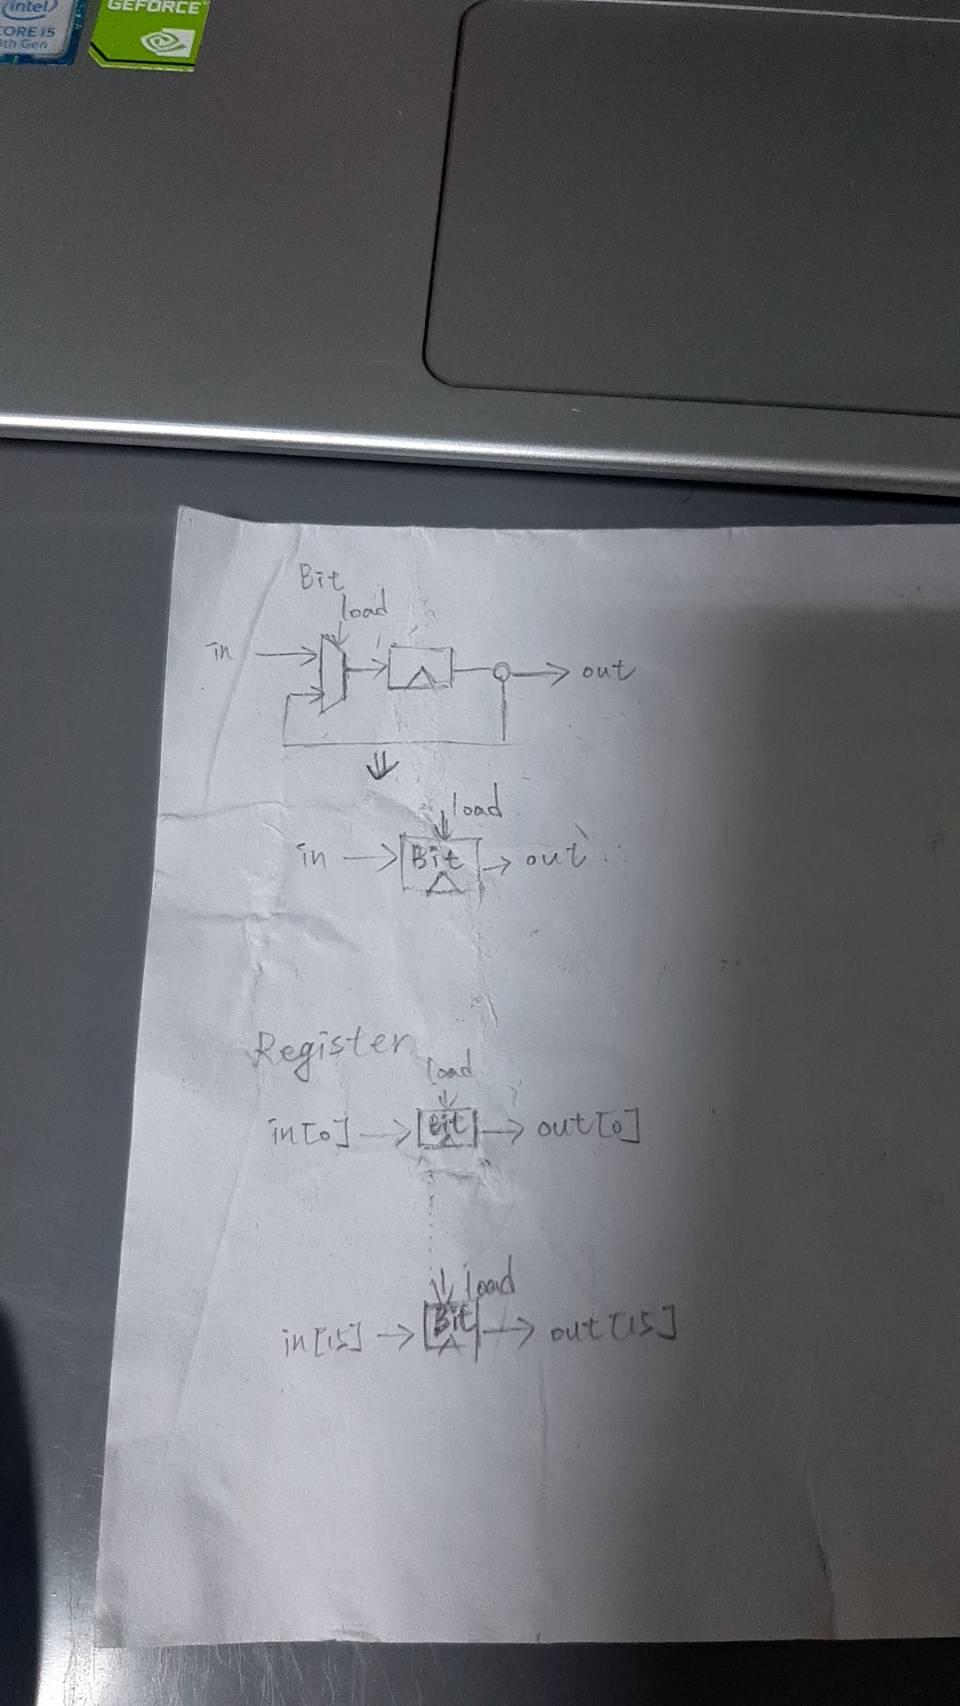 intel
CORE i5
8th Gen
GEFORCE
Bit
load
in
out
load
in
Bit
out
Register
load
in[0]
Bit
out[0]
load
in[15]
Bit
out[15]